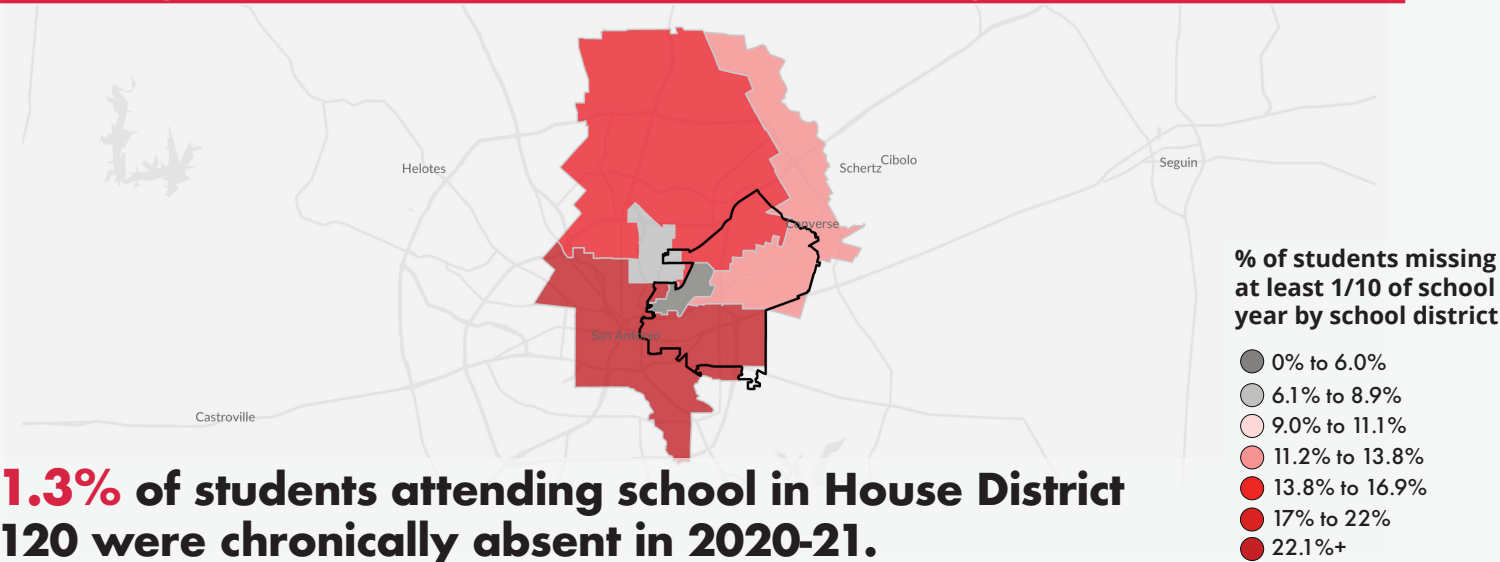 Helotes
Schertz
Cibolo
Seguin
Converse
San Antonio
Castroville
% of students missing
at least 1/10 of school
year by school district
0% to 6.0%
6.1% to 8.9%
9.0% to 11.1%
11.2% to 13.8%
13.8% to 16.9%
17% to 22%
22.1%+
1.3% of students attending school in House District
120 were chronically absent in 2020-21.